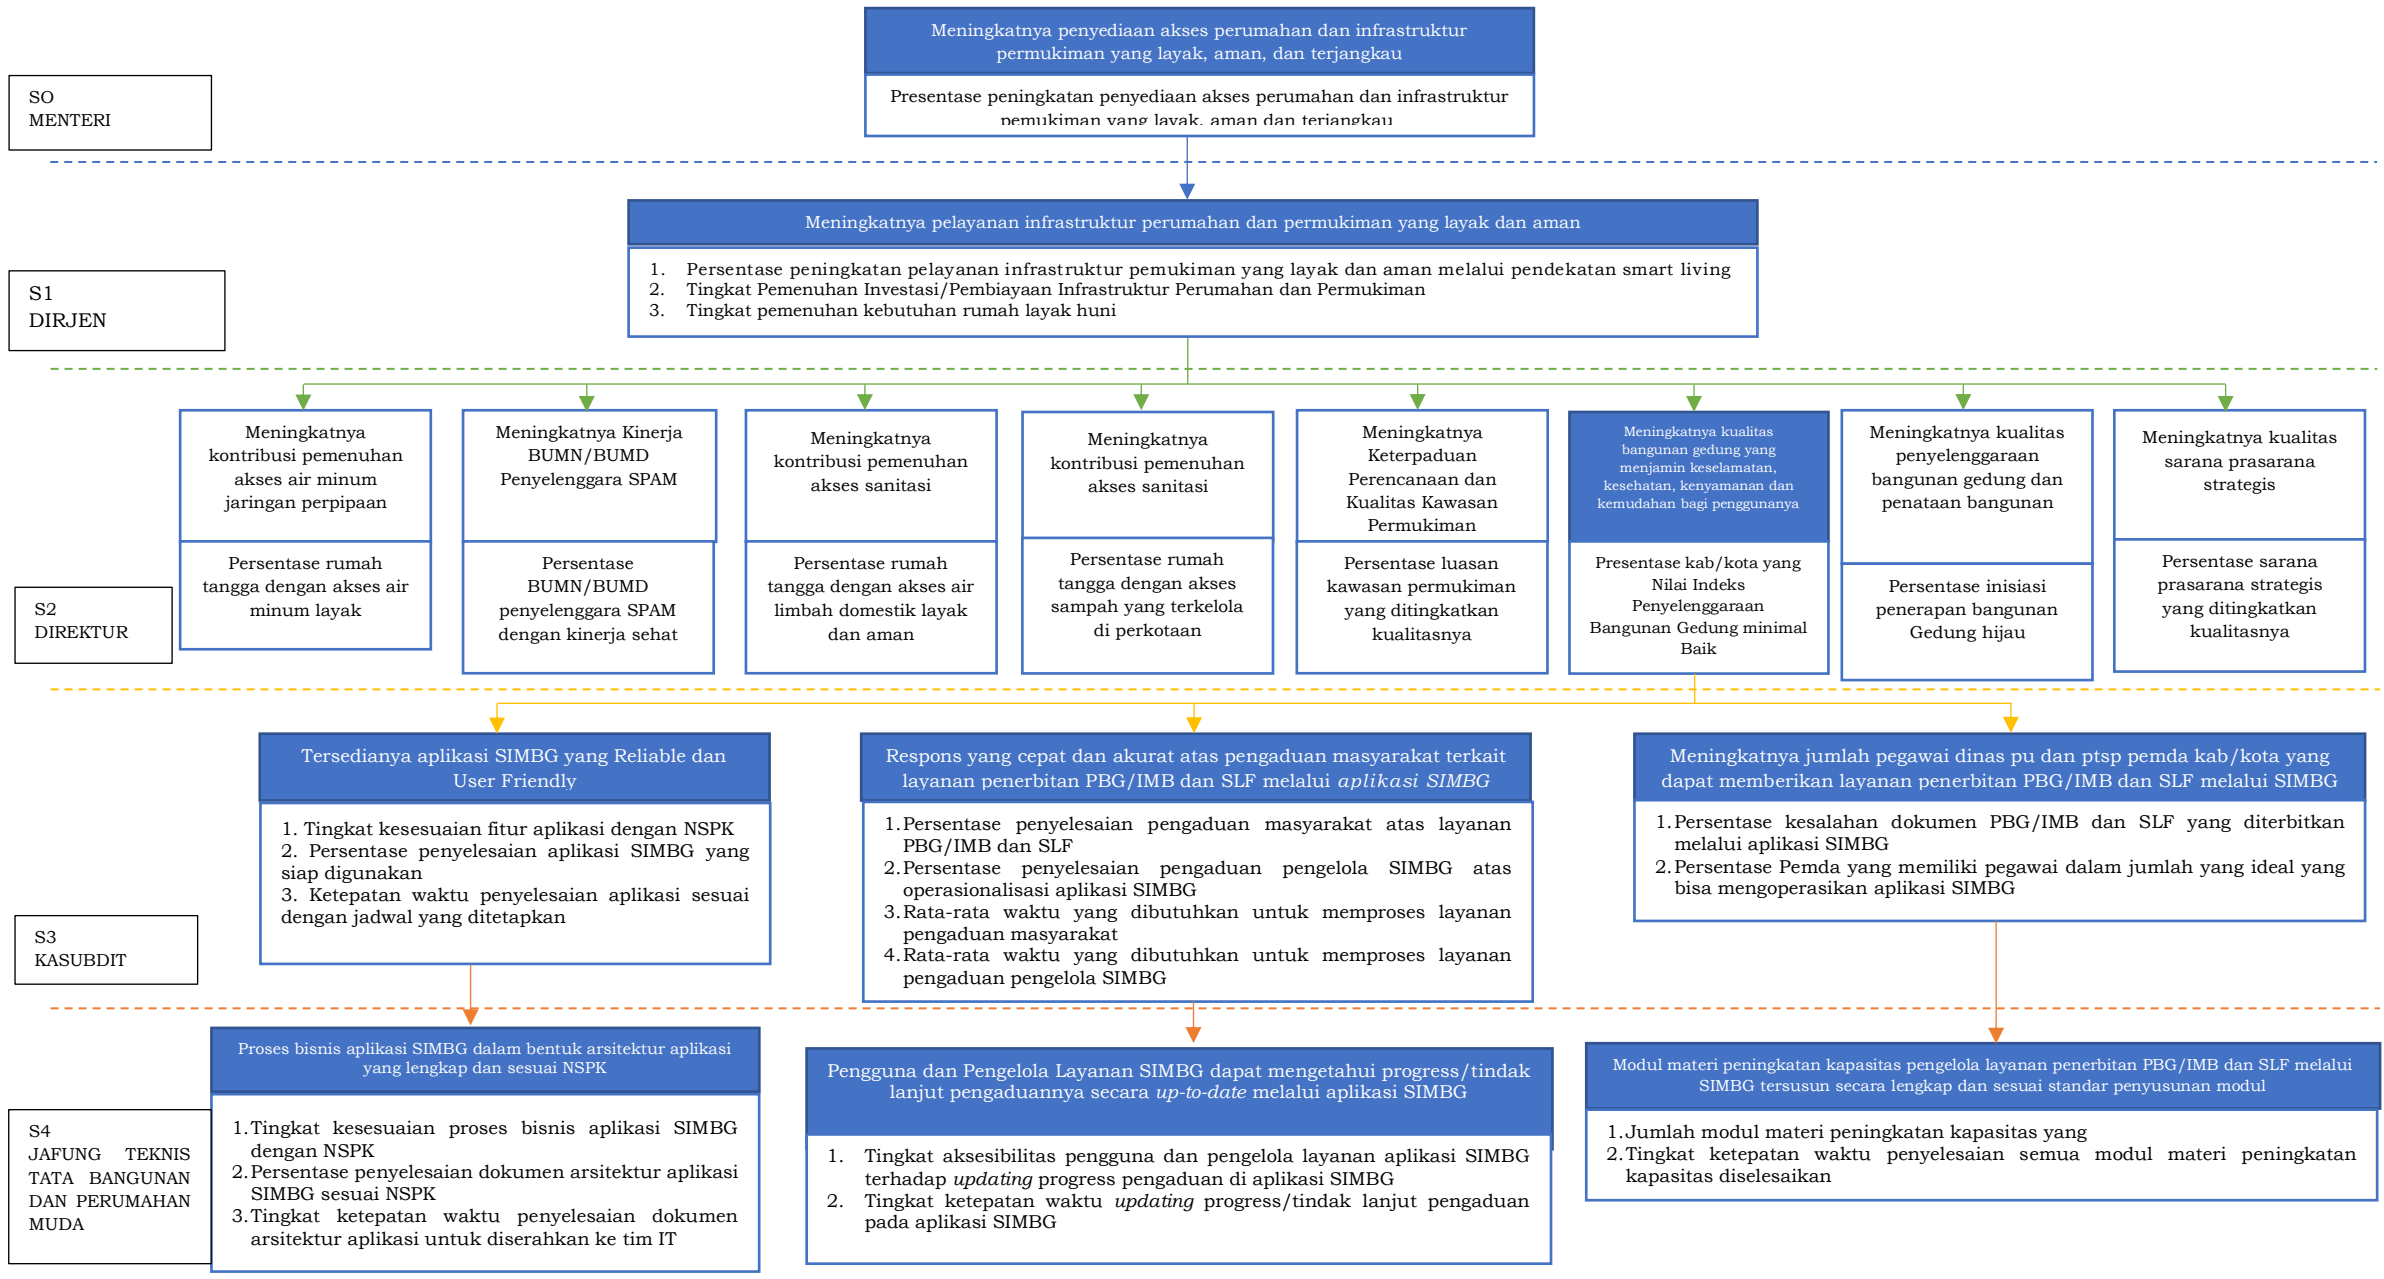 Meningkatnya penyediaan akses perumahan dan infrastruktur
permukiman yang layak, aman, dan terjangkau
Presentase peningkatan penyediaan akses perumahan dan infrastruktur
pemukiman yang layak, aman dan terjangkau
SO
MENTERI
Meningkatnya pelayanan infrastruktur perumahan dan permukiman yang layak dan aman
1. Persentase peningkatan pelayanan infrastruktur pemukiman yang layak dan aman melalui pendekatan smart living
2. Tingkat Pemenuhan Investasi/Pembiayaan Infrastruktur Perumahan dan Permukiman
3. Tingkat pemenuhan kebutuhan rumah layak huni
S1
DIRJEN
Meningkatnya
kontribusi pemenuhan
akses air minum
jaringan perpipaan
Persentase rumah
tangga dengan akses air
minum layak
Meningkatnya Kinerja
BUMN/BUMD
Penyelenggara SPAM
Persentase
BUMN/BUMD
penyelenggara SPAM
dengan kinerja sehat
Meningkatnya
kontribusi pemenuhan
akses sanitasi
Persentase rumah
tangga dengan akses air
limbah domestik layak
dan aman
Meningkatnya
kontribusi pemenuhan
akses sanitasi
Persentase rumah
tangga dengan akses
sampah yang terkelola
di perkotaan
Meningkatnya
Keterpaduan
Perencanaan dan
Kualitas Kawasan
Permukiman
Persentase luasan
kawasan permukiman
yang ditingkatkan
kualitasnya
Meningkatnya kualitas
bangunan gedung yang
menjamin keselamatan,
kesehatan, kenyamanan dan
kemudahan bagi penggunanya
Presentase kab/kota yang
Nilai Indeks
Penyelenggaraan
Bangunan Gedung minimal
Baik
Meningkatnya kualitas
penyelenggaraan
bangunan gedung dan
penataan bangunan
Persentase inisiasi
penerapan bangunan
Gedung hijau
Meningkatnya kualitas
sarana prasarana
strategis
Persentase sarana
prasarana strategis
yang ditingkatkan
kualitasnya
S2
DIREKTUR
Tersedianya aplikasi SIMBG yang Reliable dan
User Friendly
1. Tingkat kesesuaian fitur aplikasi dengan NSPK
2. Persentase penyelesaian aplikasi SIMBG yang
siap digunakan
3. Ketepatan waktu penyelesaian aplikasi sesuai
dengan jadwal yang ditetapkan
Respons yang cepat dan akurat atas pengaduan masyarakat terkait
layanan penerbitan PBG/IMB dan SLF melalui aplikasi SIMBG
1.Persentase penyelesaian pengaduan masyarakat atas layanan
PBG/IMB dan SLF
2.Persentase penyelesaian pengaduan pengelola SIMBG atas
operasionalisasi aplikasi SIMBG
3.Rata-rata waktu yang dibutuhkan untuk memproses layanan
pengaduan masyarakat
4.Rata-rata waktu yang dibutuhkan untuk memproses layanan
pengaduan pengelola SIMBG
Meningkatnya jumlah pegawai dinas pu dan ptsp pemda kab/kota yang
dapat memberikan layanan penerbitan PBG/IMB dan SLF melalui SIMBG
1.Persentase kesalahan dokumen PBG/IMB dan SLF yang diterbitkan
melalui aplikasi SIMBG
2.Persentase Pemda yang memiliki pegawai dalam jumlah yang ideal yang
bisa mengoperasikan aplikasi SIMBG
S3
KASUBDIT
Proses bisnis aplikasi SIMBG dalam bentuk arsitektur aplikasi
yang lengkap dan sesuai NSPK
1.Tingkat kesesuaian proses bisnis aplikasi SIMBG
dengan NSPK
2.Persentase penyelesaian dokumen arsitektur aplikasi
SIMBG sesuai NSPK
3.Tingkat ketepatan waktu penyelesaian dokumen
arsitektur aplikasi untuk diserahkan ke tim IT
Pengguna dan Pengelola Layanan SIMBG dapat mengetahui progress/tindak
lanjut pengaduannya secara up-to-date melalui aplikasi SIMBG
1. Tingkat aksesibilitas pengguna dan pengelola layanan aplikasi SIMBG
terhadap updating progress pengaduan di aplikasi SIMBG
2. Tingkat ketepatan waktu updating progress/tindak lanjut pengaduan
pada aplikasi SIMBG
Modul materi peningkatan kapasitas pengelola layanan penerbitan PBG/IMB dan SLF melalui
SIMBG tersusun secara lengkap dan sesuai standar penyusunan modul
1.Jumlah modul materi peningkatan kapasitas yang
2.Tingkat ketepatan waktu penyelesaian semua modul materi peningkatan
kapasitas diselesaikan
S4
JAFUNG TEKNIS
TATA BANGUNAN
DAN PERUMAHAN
MUDA